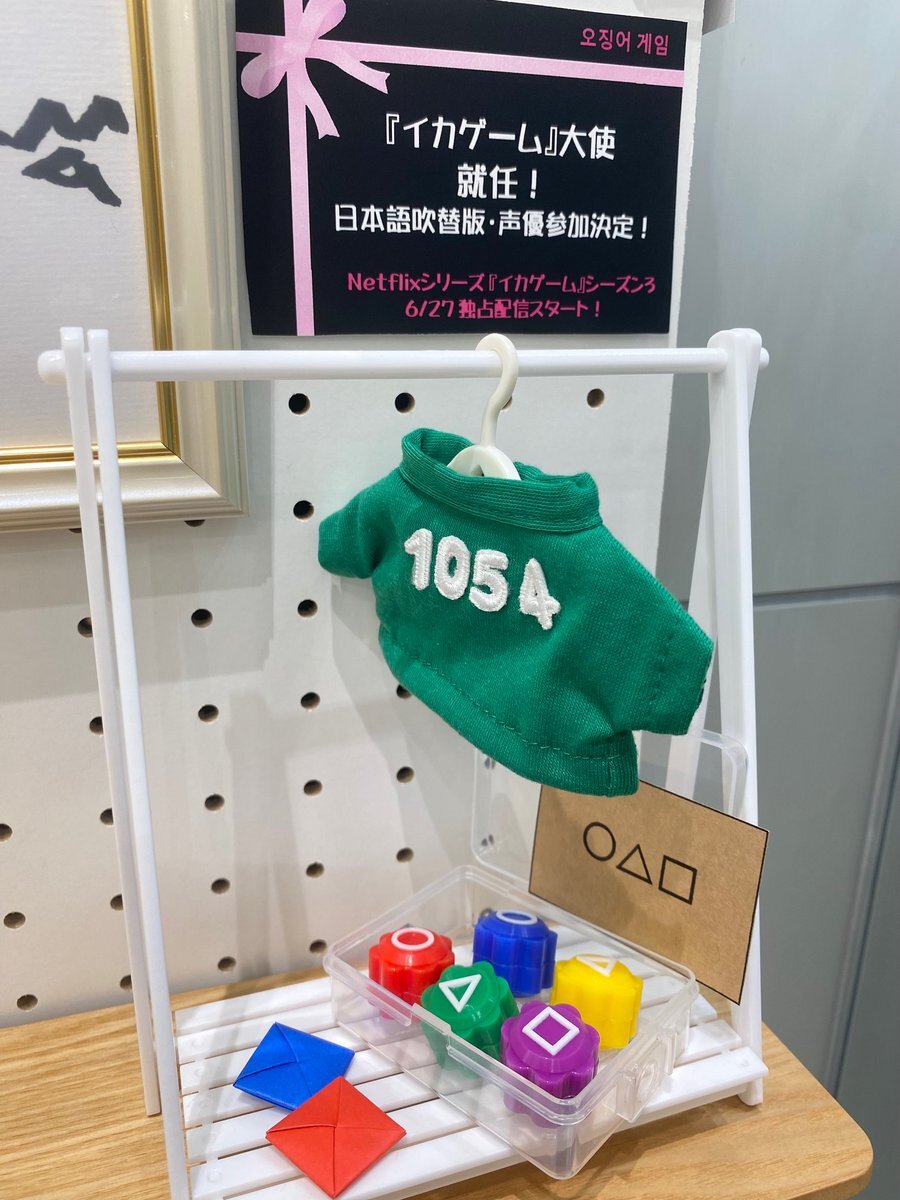 오징어 게임
『イカゲーム』大使
就任！
日本語吹替版・声優参加決定！
Netflixシリーズ『イカゲーム』シーズン3
6/27 独占配信スタート！
1054